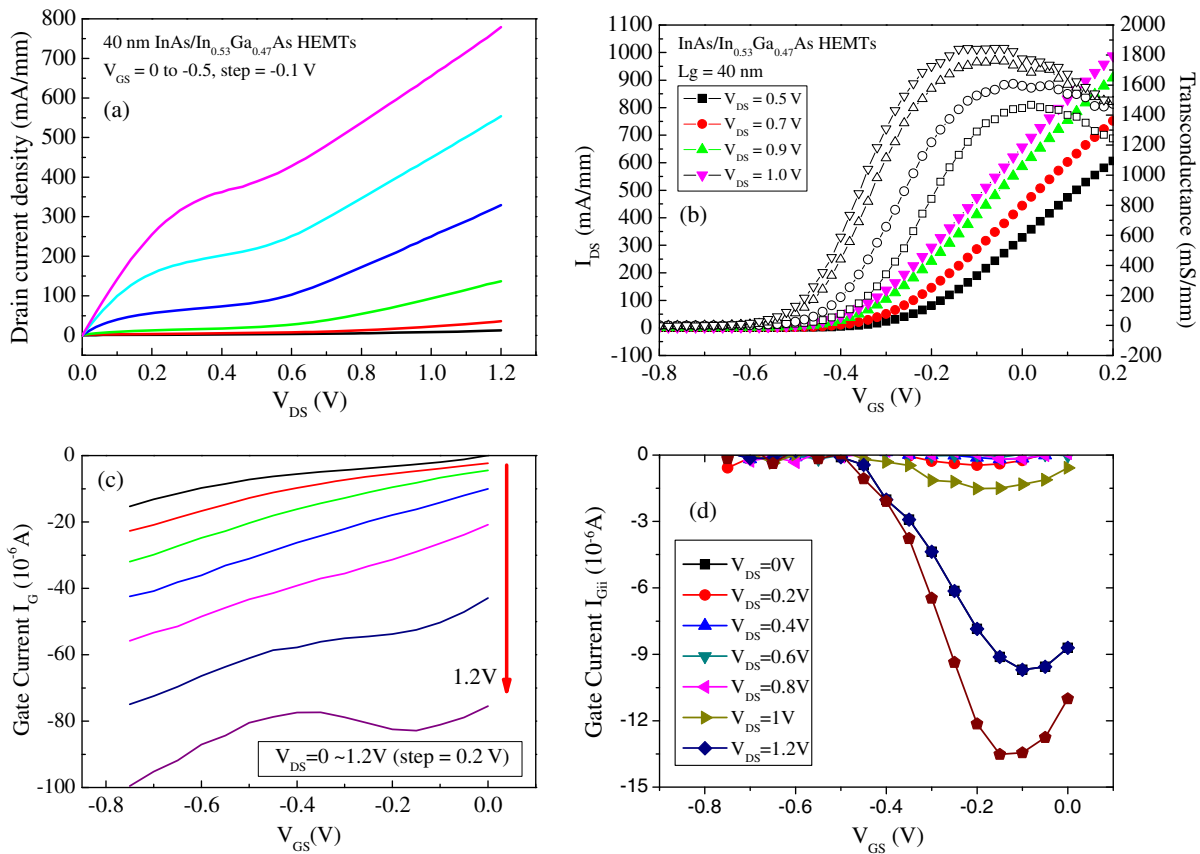 (a)
40 nm InAs/In0.53Ga0.47As HEMTs
VGS = 0 to -0.5, step = -0.1 V
Drain current density (mA/mm)
800
700
600
500
400
300
200
100
0
0.0 0.2 0.4 0.6 0.8 1.0 1.2
VDS (V)
InAs/In0.53Ga0.47As HEMTs
Lg = 40 nm
VDS = 0.5 V
VDS = 0.7 V
VDS = 0.9 V
VDS = 1.0 V
(b)
IDS (mA/mm)
1100
1000
900
800
700
600
500
400
300
200
100
0
-100
Transconductance (mS/mm)
2000
1800
1600
1400
1200
1000
800
600
400
200
0
-200
-0.8 -0.6 -0.4 -0.2 0.0 0.2
VGS (V)
(c)
Gate Current IG (10-6A)
0
-20
-40
-60
-80
-100
1.2V
VDS=0 ~1.2V (step = 0.2 V)
-0.8 -0.6 -0.4 -0.2 0.0
VGS(V)
(d)
Gate Current IGii (10-6A)
0
-3
-6
-9
-12
-15
VDS=0V
VDS=0.2V
VDS=0.4V
VDS=0.6V
VDS=0.8V
VDS=1V
VDS=1.2V
-0.8 -0.6 -0.4 -0.2 0.0
VGS (V)